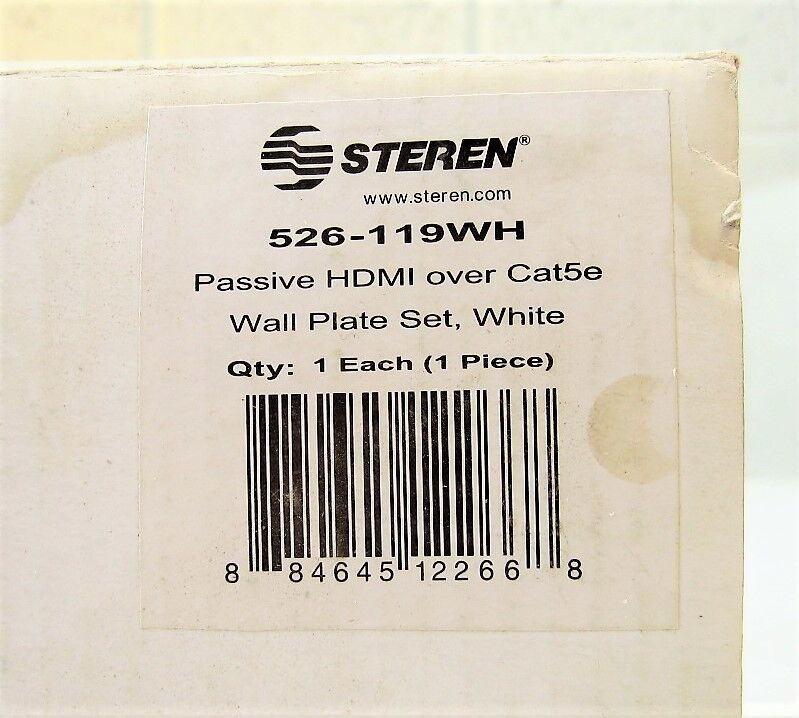 STEREN®
www.steren.com
526-119WH
Passive HDMI over Cat5e
Wall Plate Set, White
Qty: 1 Each (1 Piece)
8 84645 12266 8